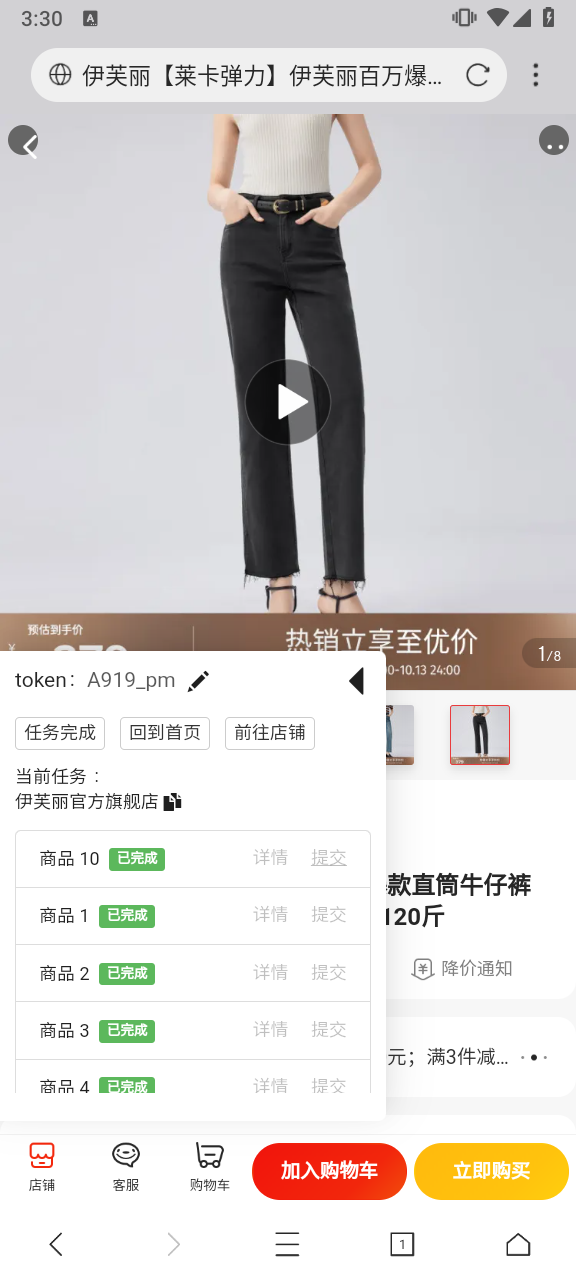 3:30
A
伊芙丽【莱卡弹力】伊芙丽百万爆...
预估到手价
热销立享至优价
¥
00-10.13 24:00
1/8
token: A919_pm
任务完成 回到首页 前往店铺
当前任务：
伊芙丽官方旗舰店
款直筒牛仔裤
120斤
商品 10 已完成 详情 提交
商品 1 已完成 详情 提交
降价通知
商品 2 已完成 详情 提交
商品 3 已完成 详情 提交
元；满3件减...
商品 4 已完成 详情 提交
店铺 客服 购物车 加入购物车 立即购买
1